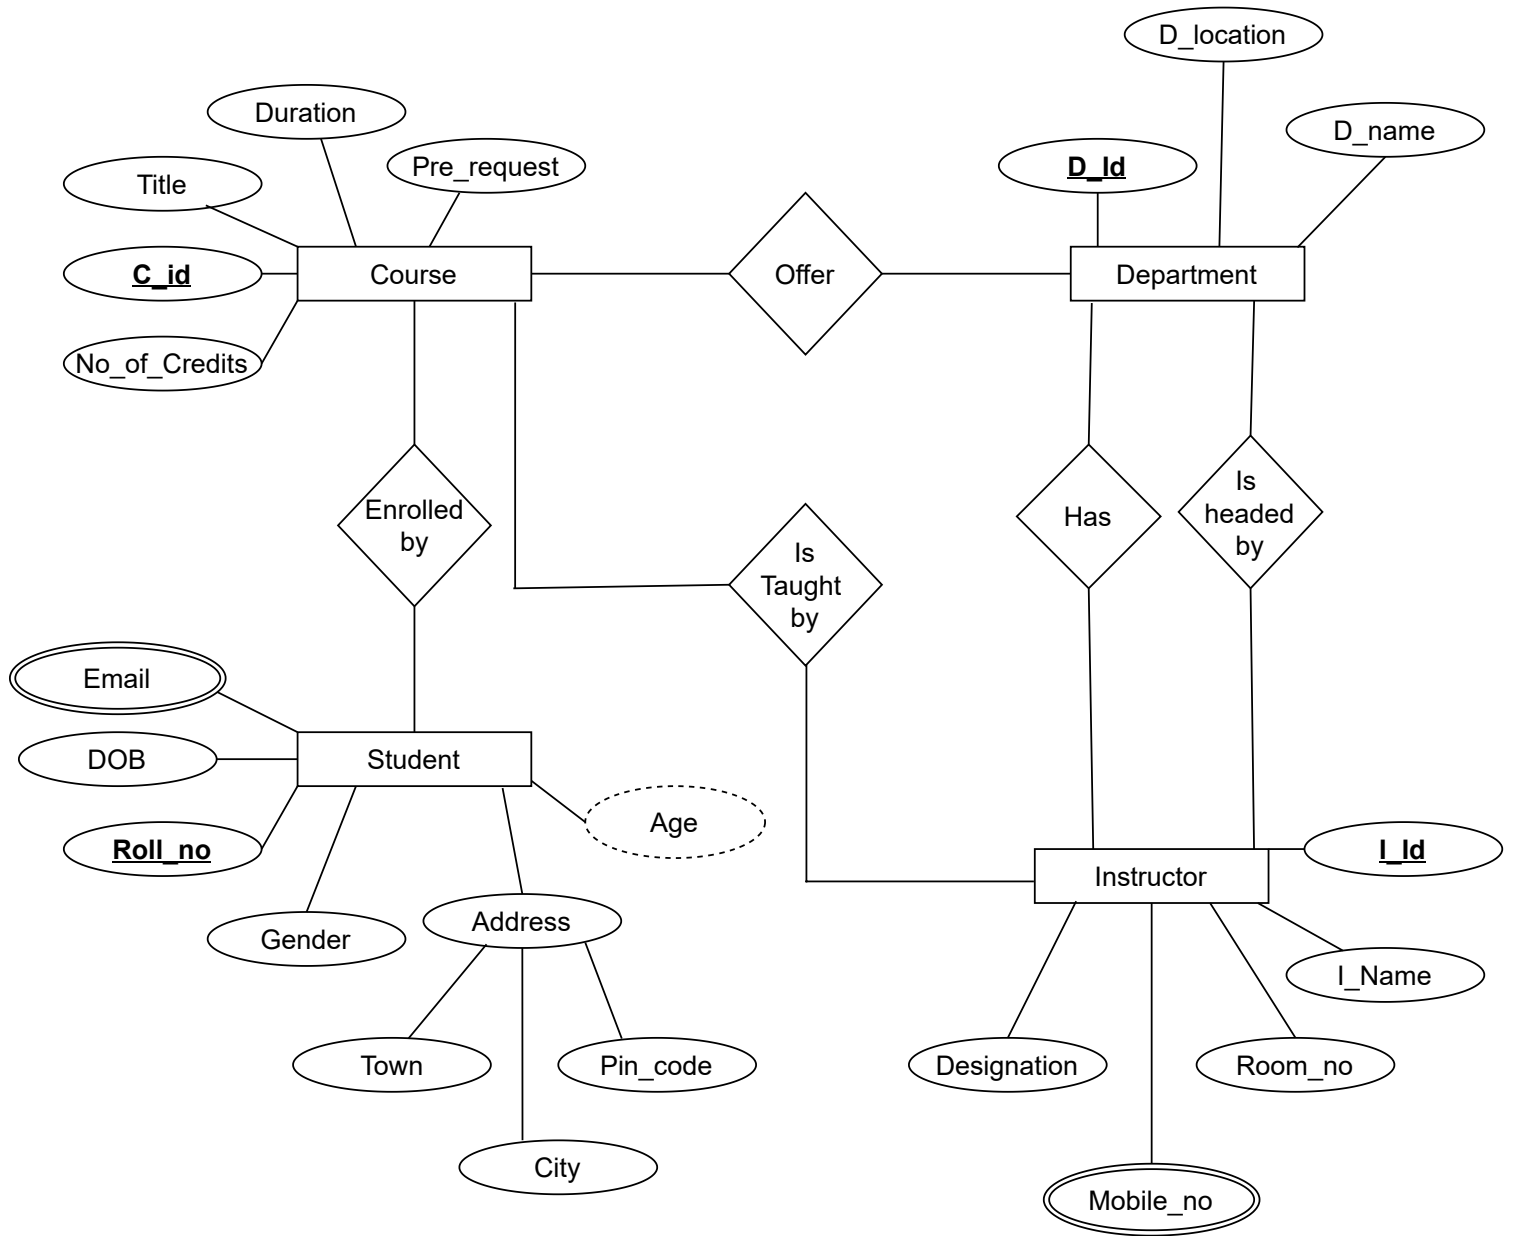 D_location
Duration
D_name
Pre_request
D_Id
Title
C_id
Course
Offer
Department
No_of_Credits
Enrolled
by
Is
Taught
by
Has
Is
headed
by
Email
DOB
Student
Age
Roll_no
Gender
Address
Town
Pin_code
City
I_Id
Instructor
I_Name
Designation
Room_no
Mobile_no